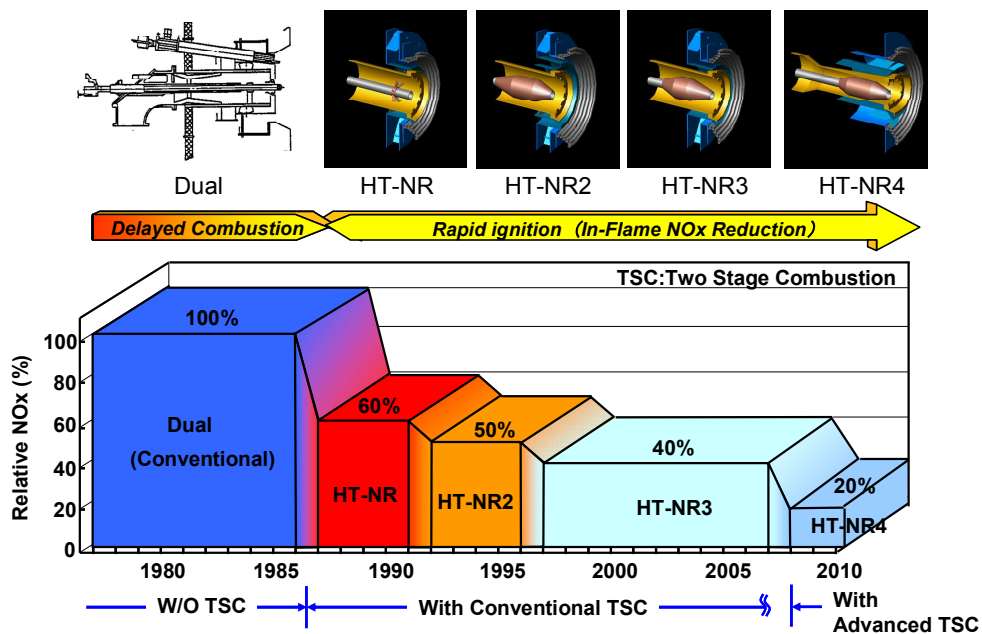 Dual
HT-NR
HT-NR2
HT-NR3
HT-NR4
Delayed Combustion
Rapid ignition（In-Flame NOx Reduction）
TSC:Two Stage Combustion
Relative NOx (%)
100
80
60
40
20
0
100%
60%
50%
40%
20%
Dual
(Conventional)
HT-NR
HT-NR2
HT-NR3
HT-NR4
1980
1985
1990
1995
2000
2005
2010
W/O TSC
With Conventional TSC
With
Advanced TSC